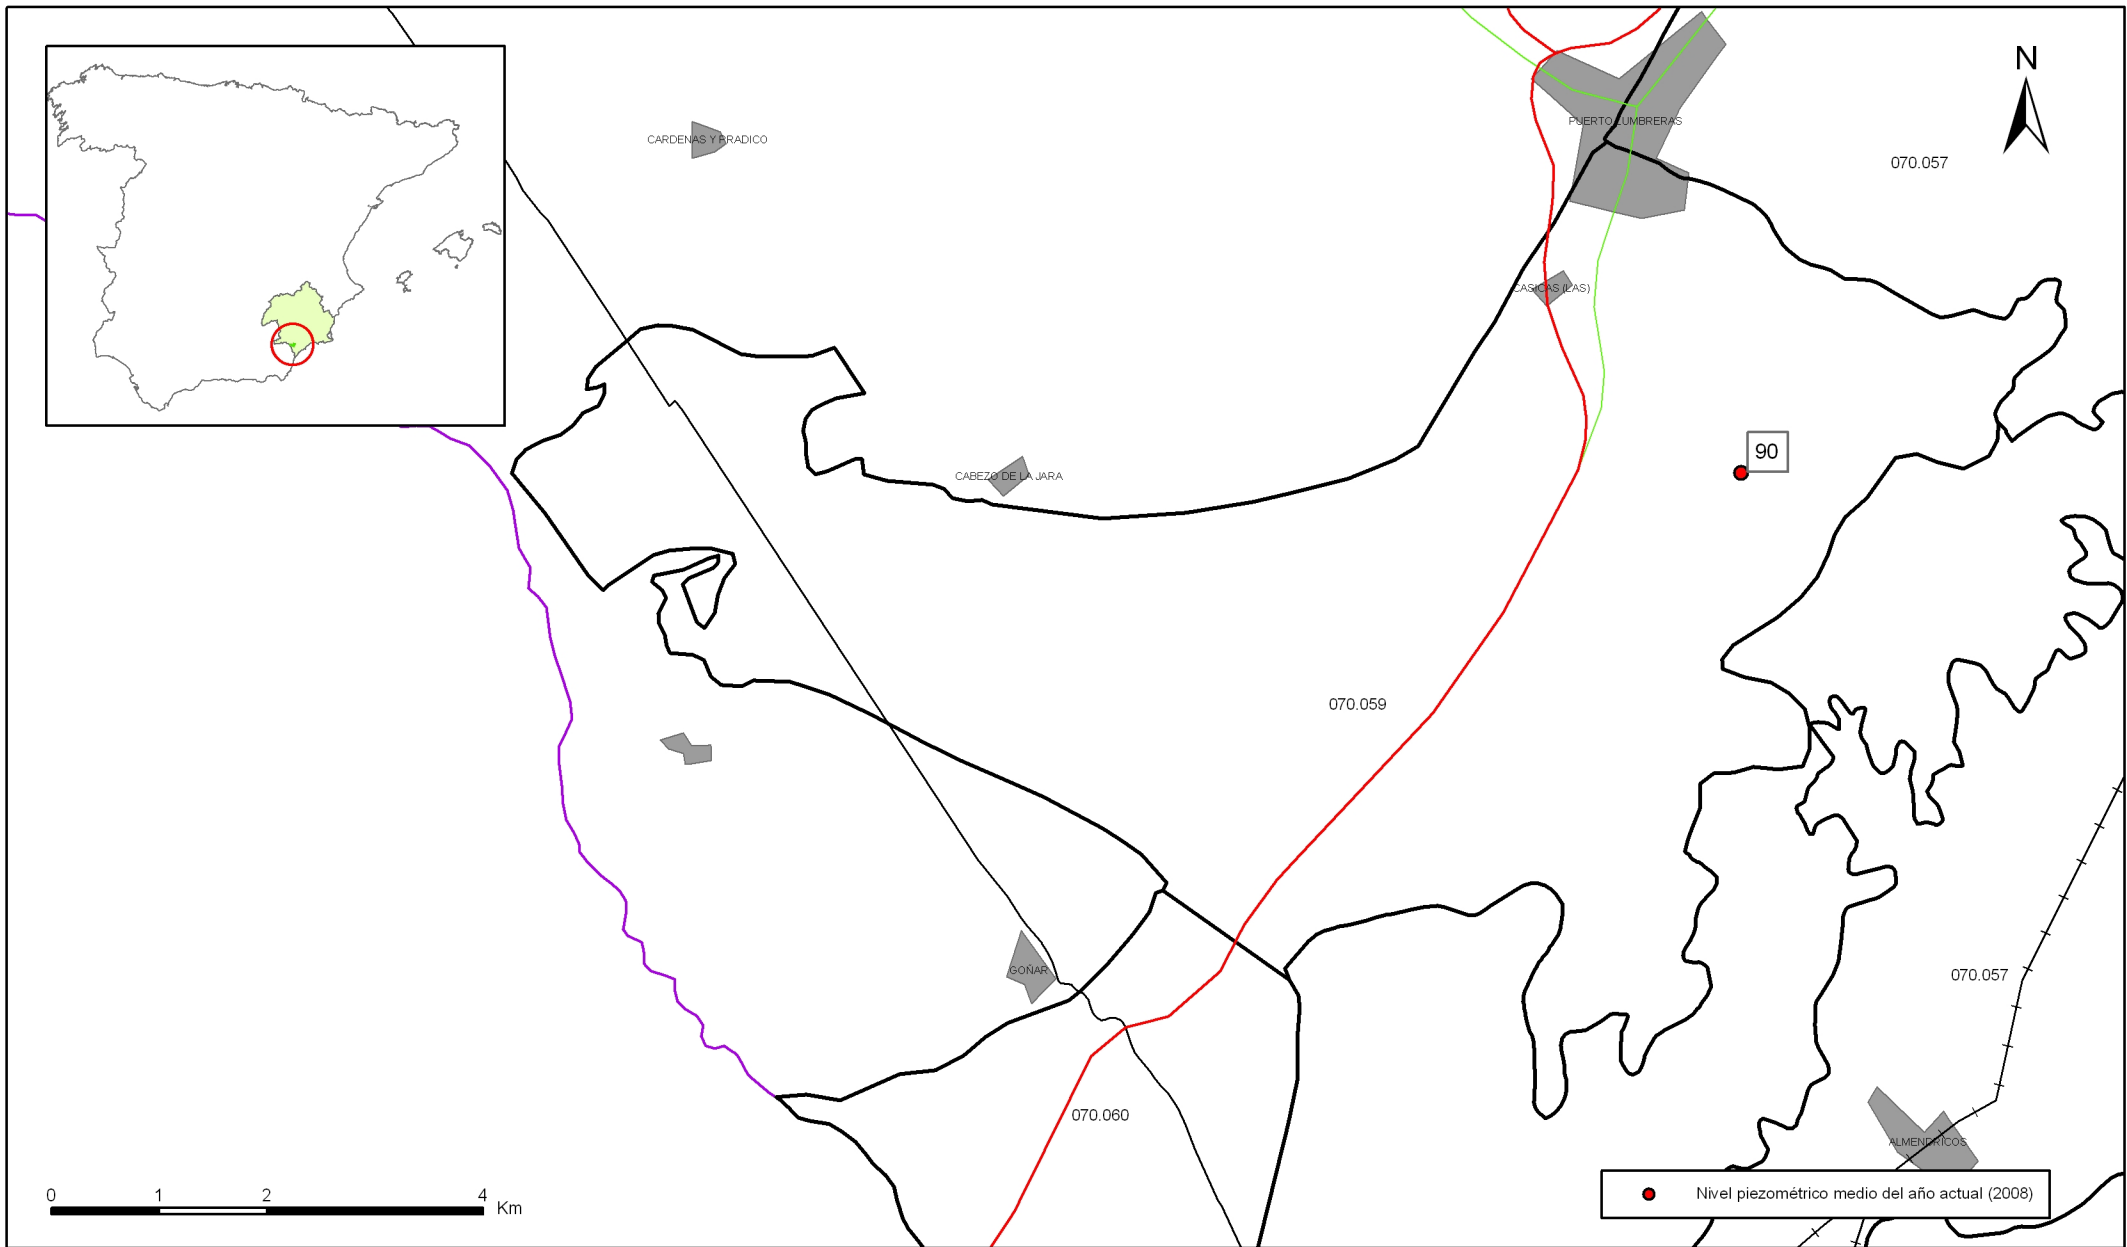 N
PUERTO LUMBRERAS
CARDENAS Y PRADICO
070.057
CASICAS (LAS)
90
CABEZO DE LA JARA
070.059
GOÑAR
070.057
070.060
ALMENDRICOS
0 1 2 4 Km
Nivel piezométrico medio del año actual (2008)